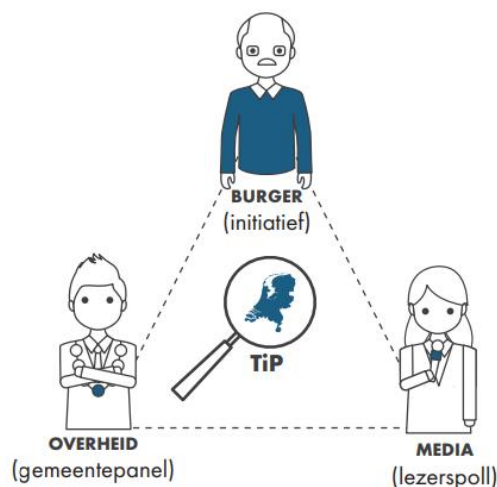 BURGER
(initiatief)
TiP
OVERHEID
(gemeentepanel)
MEDIA
(lezerspoll)